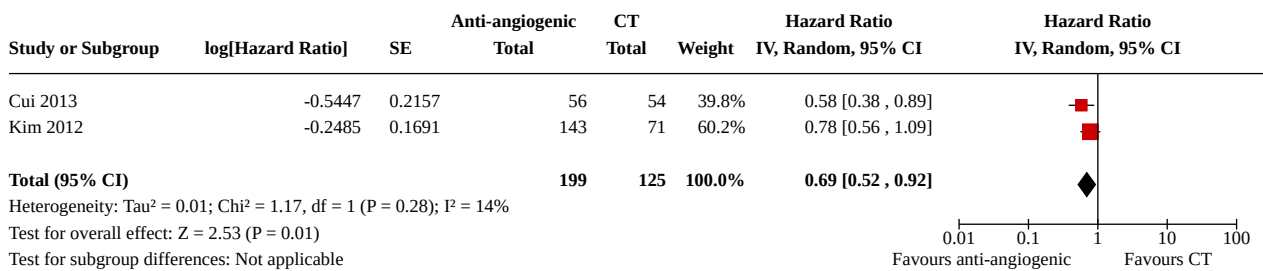 Anti-angiogenic CT Hazard Ratio Hazard Ratio
Study or Subgroup log[Hazard Ratio] SE Total Total Weight IV, Random, 95% CI IV, Random, 95% CI
Cui 2013 -0.5447 0.2157 56 54 39.8% 0.58 [0.38 , 0.89]
Kim 2012 -0.2485 0.1691 143 71 60.2% 0.78 [0.56 , 1.09]
Total (95% CI) 199 125 100.0% 0.69 [0.52 , 0.92]
Heterogeneity: Tau² = 0.01; Chi² = 1.17, df = 1 (P = 0.28); I² = 14%
Test for overall effect: Z = 2.53 (P = 0.01)
0.01 0.1 1 10 100
Test for subgroup differences: Not applicable
Favours anti-angiogenic Favours CT